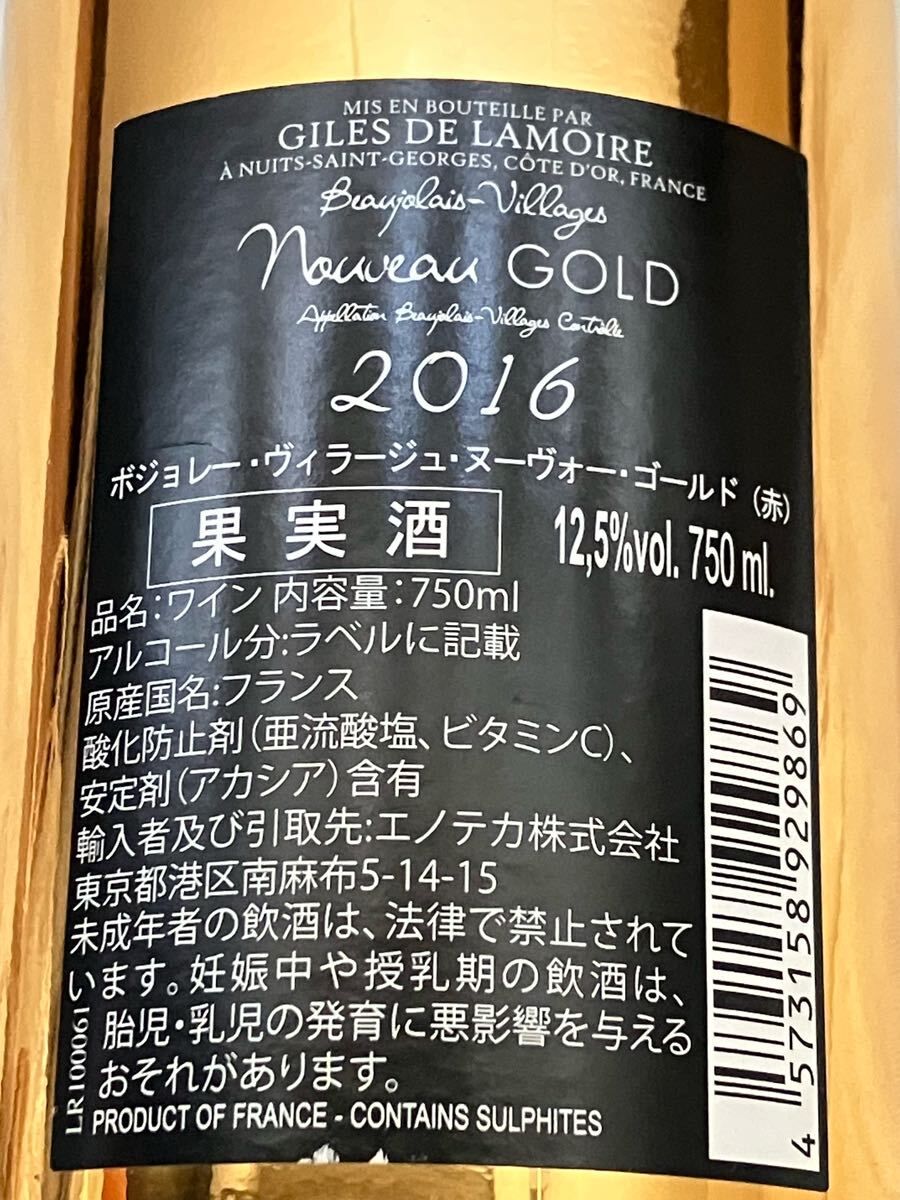 MIS EN BOUTEILLE PAR
GILES DE LAMOIRE
À NUITS-SAINT-GEORGES, CÔTE D'OR, FRANCE
Beaujolais-Villages
Nouveau GOLD
Appellation Beaujolais-Villages Contrôlée
2016
ボジョレー・ヴィラージュ・ヌーヴォー・ゴールド（赤）
果実酒
12,5%vol. 750 ml.
品名:ワイン 内容量:750ml
アルコール分:ラベルに記載
原産国名:フランス
酸化防止剤（亜流酸塩、ビタミンC）、
安定剤（アカシア）含有
輸入者及び引取先:エノテカ株式会社
東京都港区南麻布5-14-15
未成年者の飲酒は、法律で禁止されて
います。妊娠中や授乳期の飲酒は、
胎児・乳児の発育に悪影響を与える
おそれがあります。
LR100061
PRODUCT OF FRANCE - CONTAINS SULPHITES
4 573158 929869